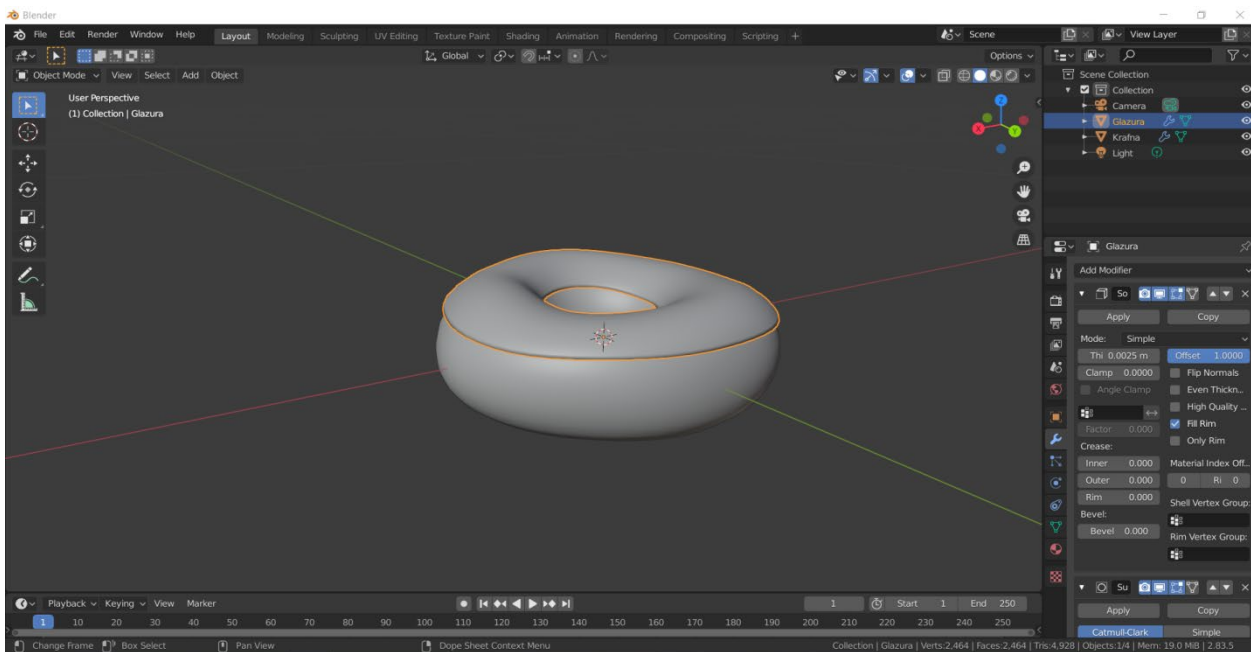 Blender
File Edit Render Window Help Layout Modeling Sculpting UV Editing Texture Paint Shading Animation Rendering Compositing Scripting + Scene View Layer
Global Options
Object Mode View Select Add Object
User Perspective
(1) Collection | Glazura
X
Y
Z
Scene Collection
Collection
Camera
Glazura
Krafna
Light
Glazura
Add Modifier
So
Apply Copy
Mode: Simple
Thi 0.0025 m Offset 1.0000
Clamp 0.0000 Flip Normals
Angle Clamp Even Thickn...
High Quality ...
Factor 0.000 Fill Rim
Only Rim
Crease:
Inner 0.000 Material Index Off...
Outer 0.000 0 Ri 0
Rim 0.000 Shell Vertex Group:
Bevel:
Bevel 0.000 Rim Vertex Group:
Su
Apply Copy
Catmull-Clark Simple
Playback Keying View Marker 1 Start 1 End 250
1 10 20 30 40 50 60 70 80 90 100 110 120 130 140 150 160 170 180 190 200 210 220 230 240 250
Change Frame Box Select Pan View Dope Sheet Context Menu Collection | Glazura | Verts:2,464 | Faces:2,464 | Tris:4,928 | Objects:1/4 | Mem: 19.0 MiB | 2.83.5